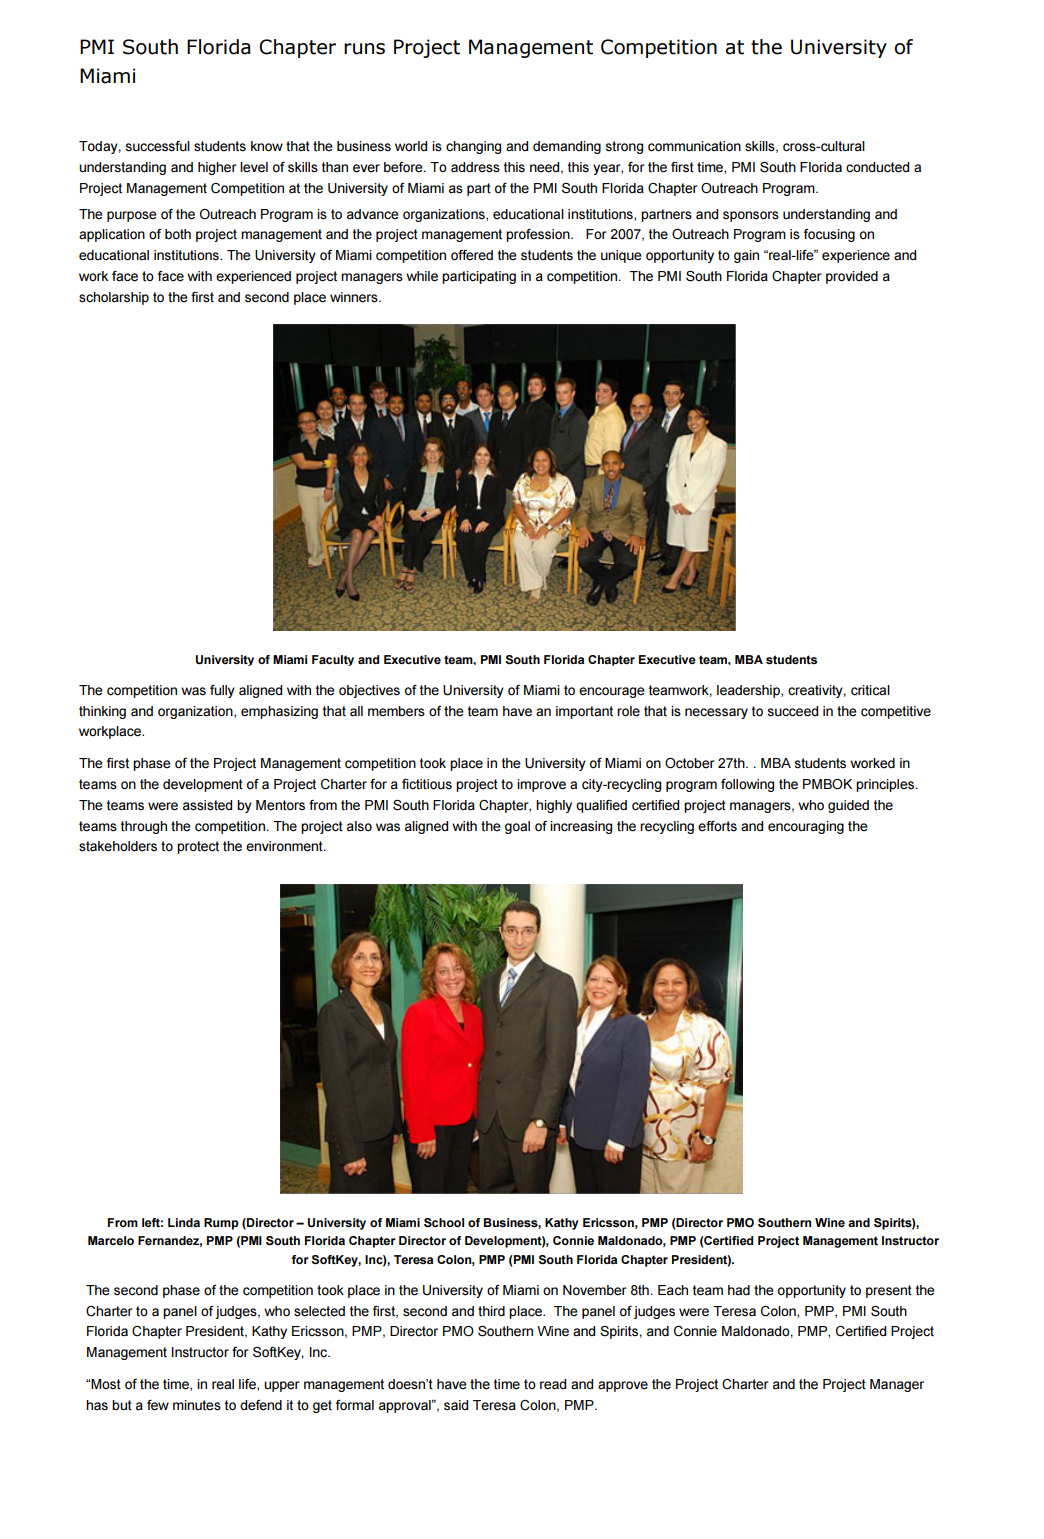 PMI South Florida Chapter runs Project Management Competition at the University of
Miami
Today, successful students know that the business world is changing and demanding strong communication skills, cross-cultural
understanding and higher level of skills than ever before. To address this need, this year, for the first time, PMI South Florida conducted a
Project Management Competition at the University of Miami as part of the PMI South Florida Chapter Outreach Program.
The purpose of the Outreach Program is to advance organizations, educational institutions, partners and sponsors understanding and
application of both project management and the project management profession.   For 2007, the Outreach Program is focusing on
educational institutions. The University of Miami competition offered the students the unique opportunity to gain “real-life” experience and
work face to face with experienced project managers while participating in a competition.  The PMI South Florida Chapter provided a
scholarship to the first and second place winners.
University of Miami Faculty and Executive team, PMI South Florida Chapter Executive team, MBA students
The competition was fully aligned with the objectives of the University of Miami to encourage teamwork, leadership, creativity, critical
thinking and organization, emphasizing that all members of the team have an important role that is necessary to succeed in the competitive
workplace.
The first phase of the Project Management competition took place in the University of Miami on October 27th. . MBA students worked in
teams on the development of a Project Charter for a fictitious project to improve a city-recycling program following the PMBOK principles.
The teams were assisted by Mentors from the PMI South Florida Chapter, highly qualified certified project managers, who guided the
teams through the competition. The project also was aligned with the goal of increasing the recycling efforts and encouraging the
stakeholders to protect the environment.
From left: Linda Rump (Director – University of Miami School of Business, Kathy Ericsson, PMP (Director PMO Southern Wine and Spirits),
Marcelo Fernandez, PMP (PMI South Florida Chapter Director of Development), Connie Maldonado, PMP (Certified Project Management Instructor
for SoftKey, Inc), Teresa Colon, PMP (PMI South Florida Chapter President).
The second phase of the competition took place in the University of Miami on November 8th. Each team had the opportunity to present the
Charter to a panel of judges, who selected the first, second and third place.  The panel of judges were Teresa Colon, PMP, PMI South
Florida Chapter President, Kathy Ericsson, PMP, Director PMO Southern Wine and Spirits, and Connie Maldonado, PMP, Certified Project
Management Instructor for SoftKey, Inc.
“Most of the time, in real life, upper management doesn’t have the time to read and approve the Project Charter and the Project Manager
has but a few minutes to defend it to get formal approval”, said Teresa Colon, PMP.